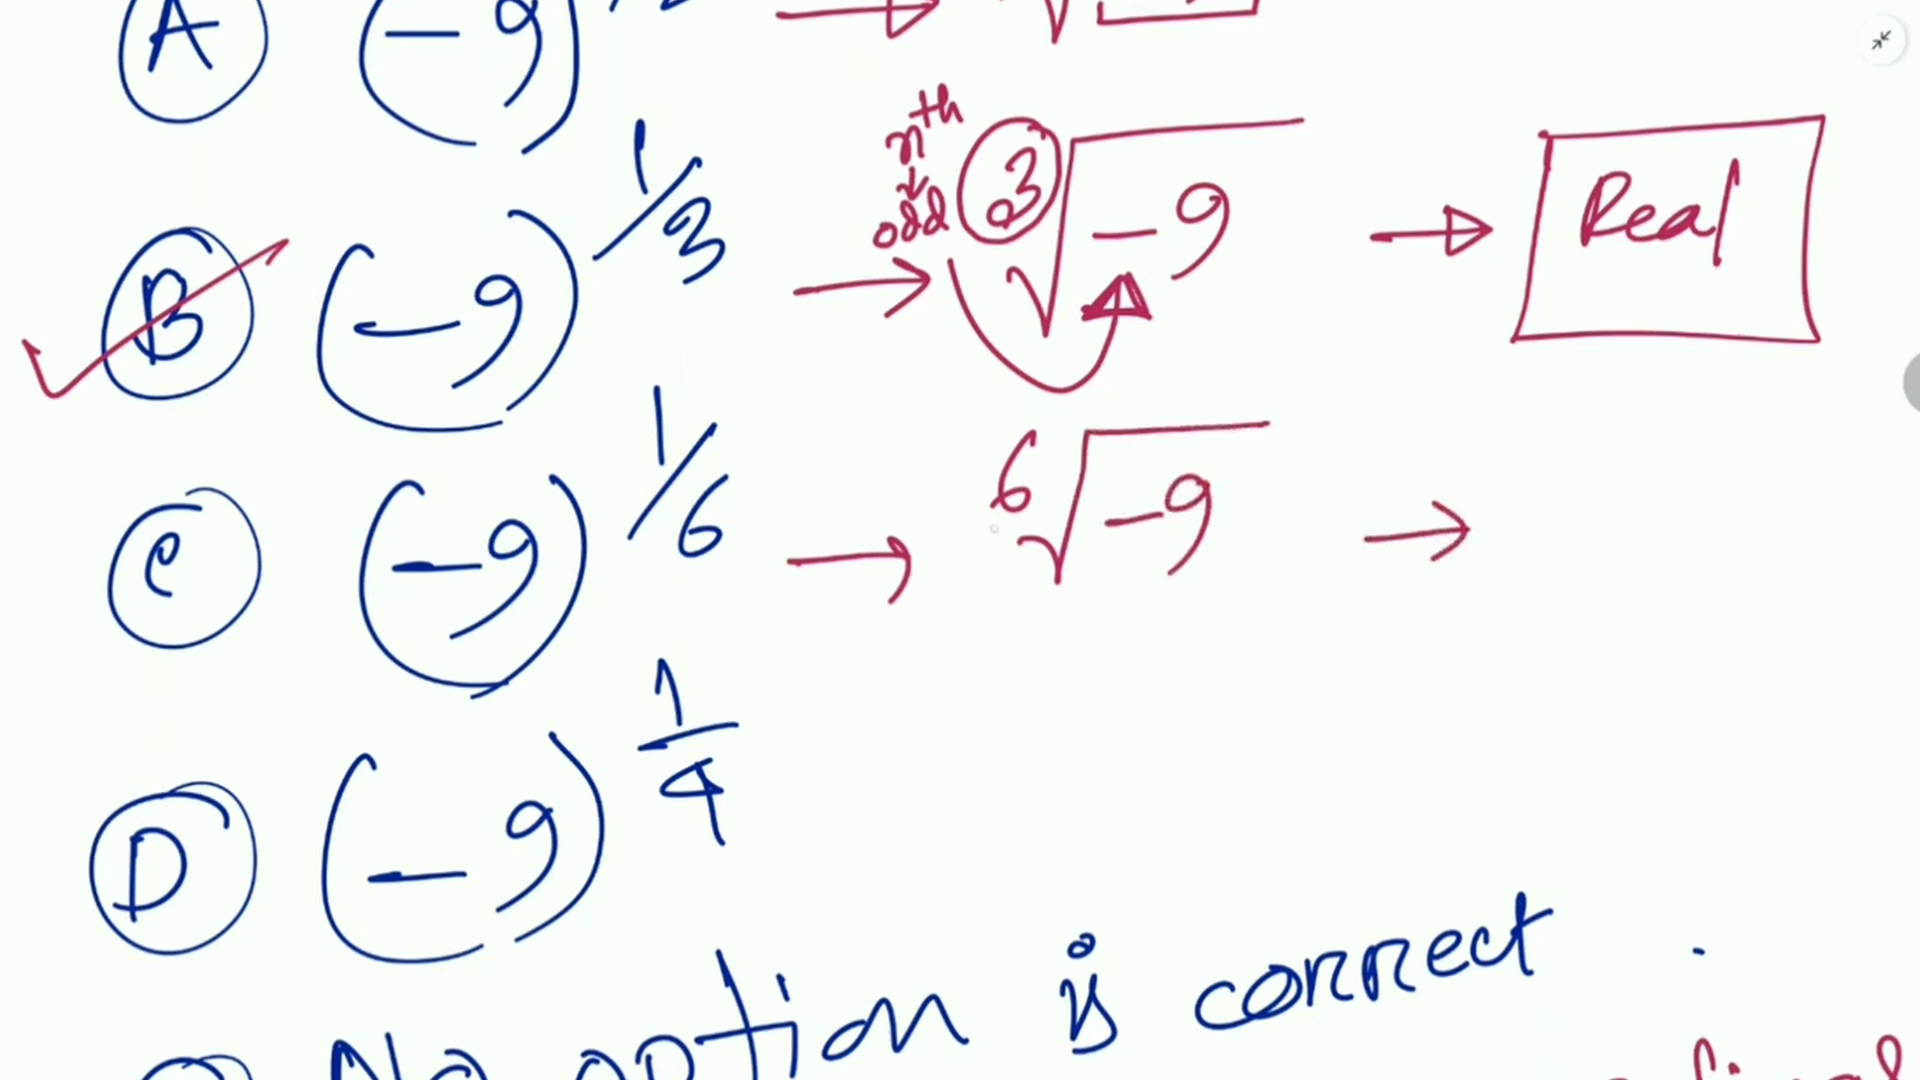 A (-9)
B (-9)^1/3 → nth ↓ odd ∛-9 → Real
C (-9)^1/6 → ⁶√-9 →
D (-9)^1/4
No option is correct .